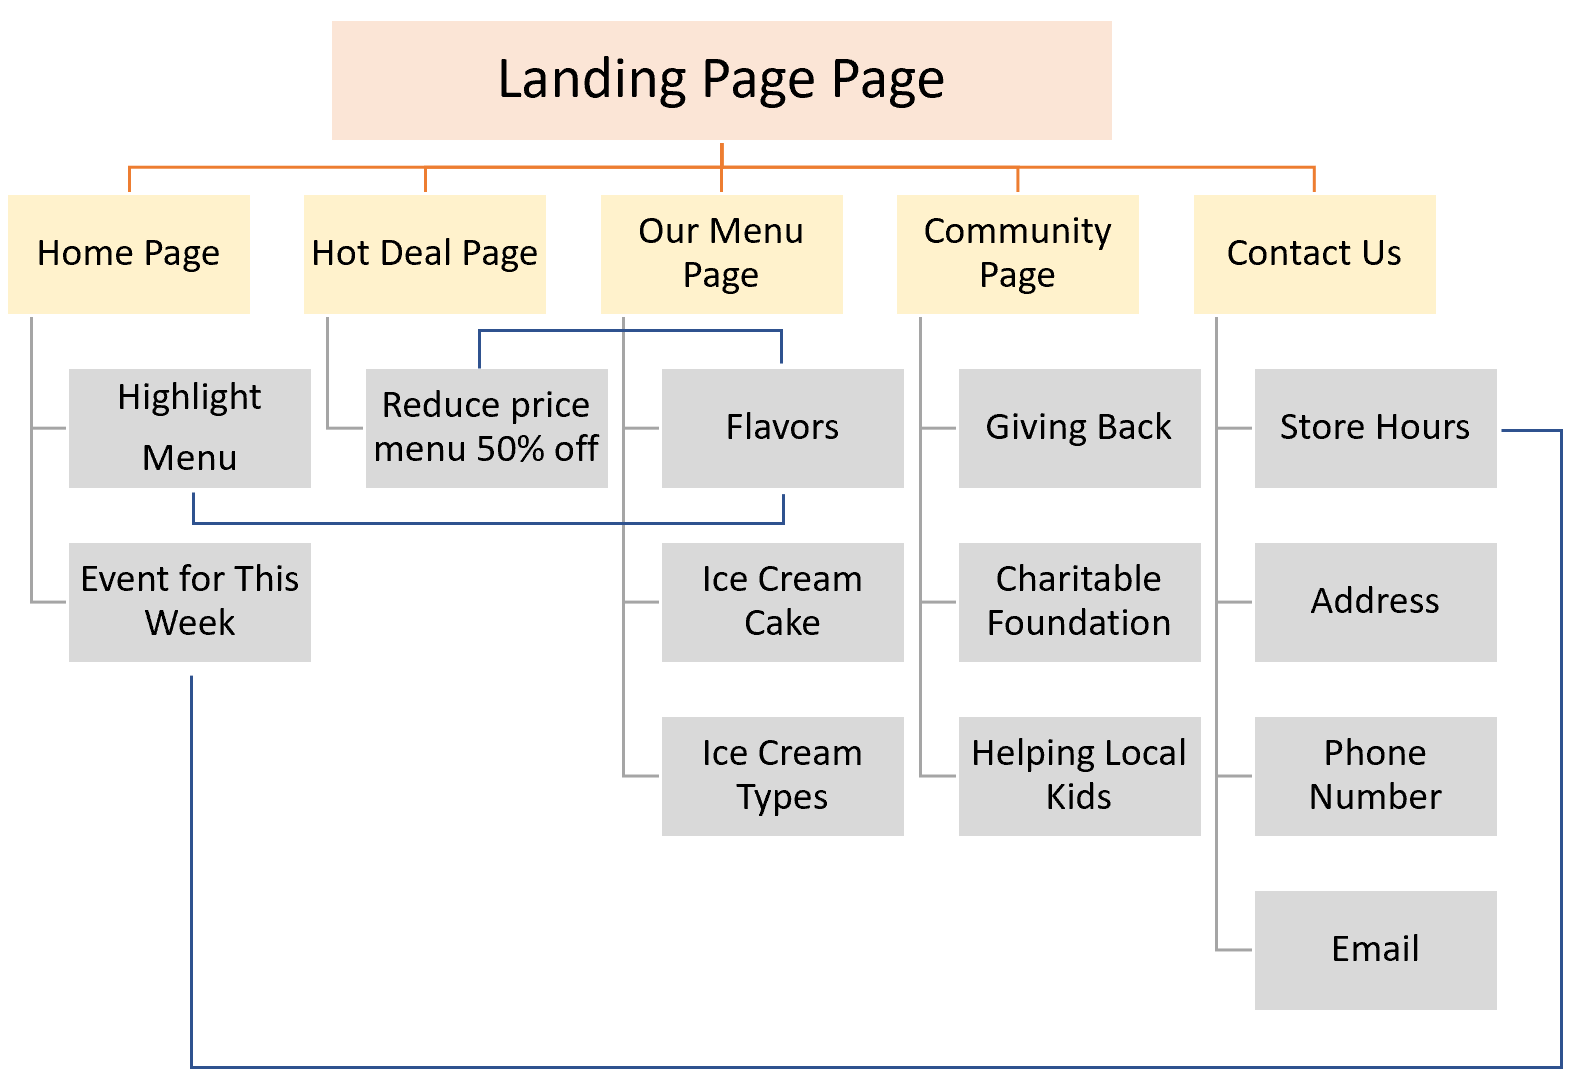 Landing Page Page
Home Page
Hot Deal Page
Our Menu
Page
Community
Page
Contact Us
Highlight
Menu
Event for This
Week
Reduce price
menu 50% off
Flavors
Ice Cream
Cake
Ice Cream
Types
Giving Back
Charitable
Foundation
Helping Local
Kids
Store Hours
Address
Phone
Number
Email